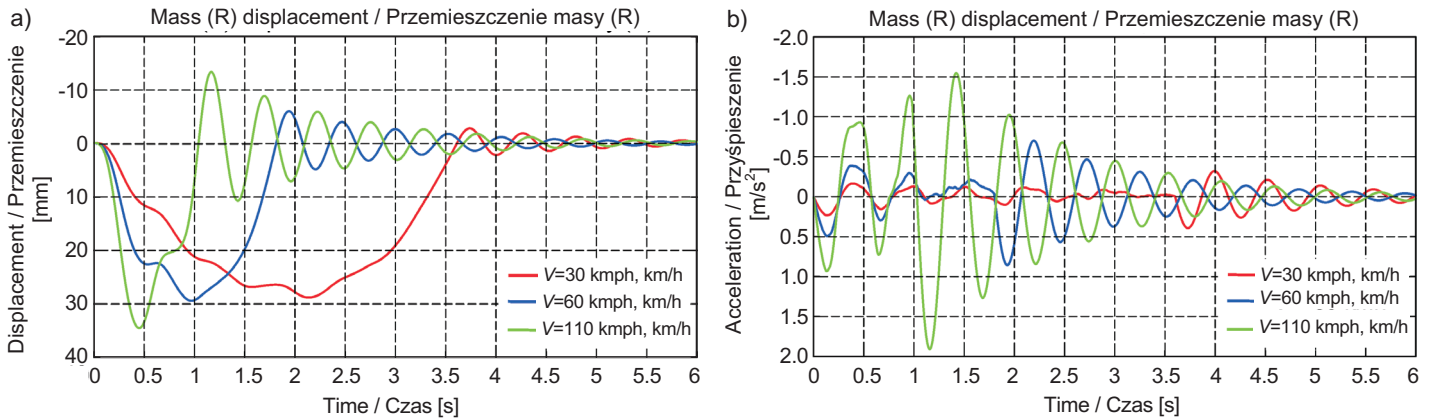 a)
Mass (R) displacement / Przemieszczenie masy (R)
Displacement / Przemieszczenie
[mm]
-20
-10
0
10
20
30
40
V=30 kmph, km/h
V=60 kmph, km/h
V=110 kmph, km/h
0 0.5 1 1.5 2 2.5 3 3.5 4 4.5 5 5.5 6
Time / Czas [s]
b)
Mass (R) displacement / Przemieszczenie masy (R)
Acceleration / Przyśpieszenie
[m/s²]
-2.0
-1.5
-1.0
-0.5
0
0.5
1.0
1.5
2.0
V=30 kmph, km/h
V=60 kmph, km/h
V=110 kmph, km/h
0 0.5 1 1.5 2 2.5 3 3.5 4 4.5 5 5.5 6
Time / Czas [s]